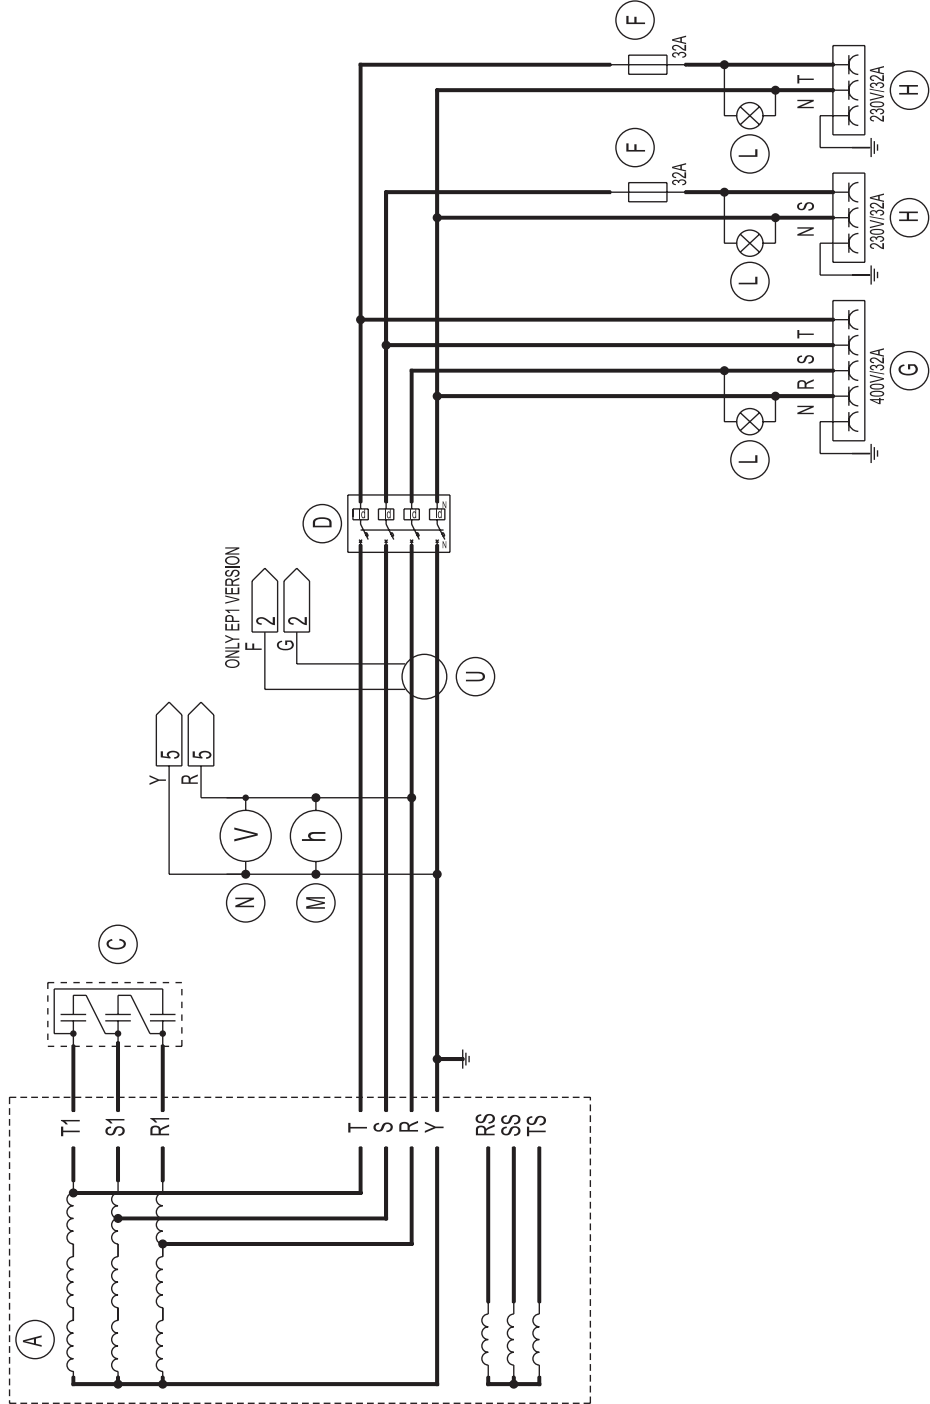 A
T1
S1
R1
T
S
R
Y
RS
SS
TS
C
N
M
V
h
Y
5
R
5
ONLY EP1 VERSION
F
2
G
2
U
D
d
d
d
d
N
N
L
N
R
S
T
400V/32A
G
F
32A
L
N
S
230V/32A
H
F
32A
L
N
T
230V/32A
H